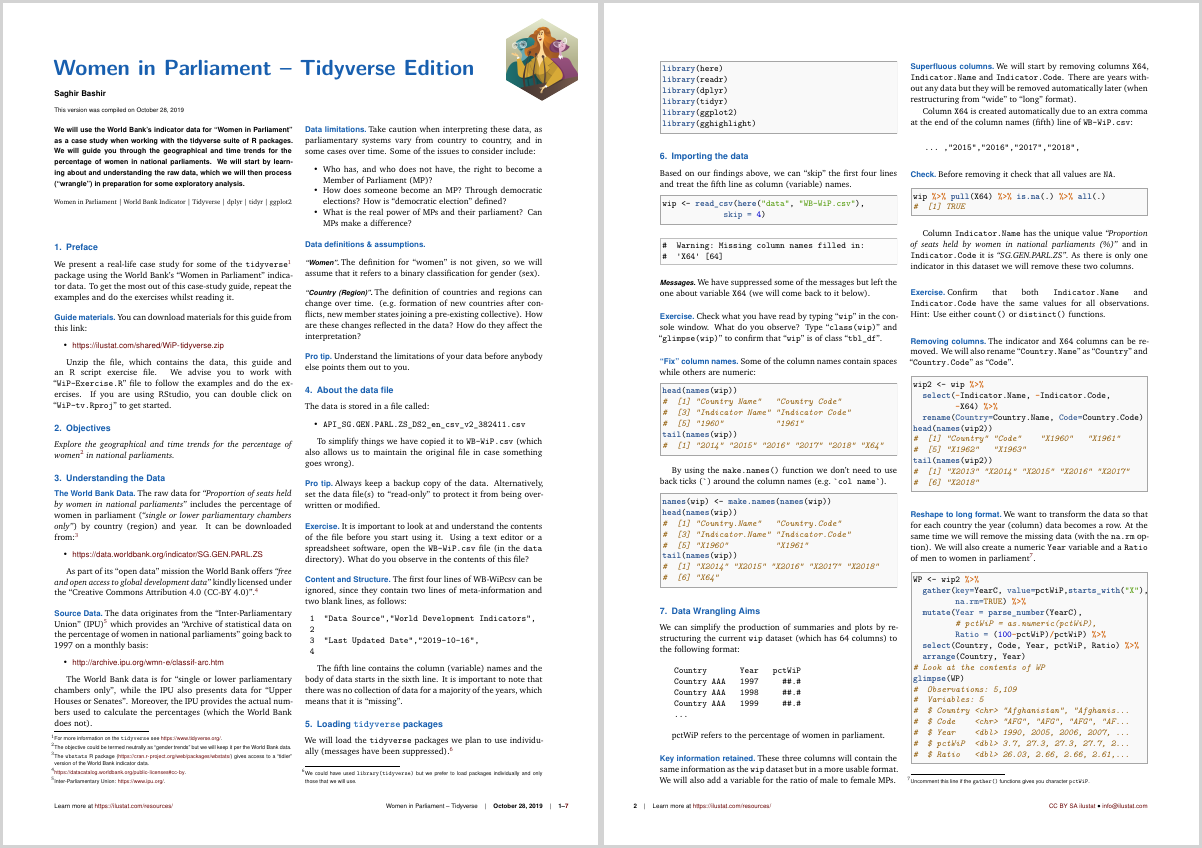 Women in Parliament – Tidyverse Edition
Saghir Bashir
This version was compiled on October 28, 2019
We will use the World Bank's indicator data for "Women in Parliament"
as a case study when working with the tidyverse suite of R packages.
We will guide you through the geographical and time trends for the
percentage of women in national parliaments. We will start by learn-
ing about and understanding the raw data, which we will then process
("wrangle") in preparation for some exploratory analysis.
Women in Parliament | World Bank Indicator | Tidyverse | dplyr | tidyr | ggplot2
1. Preface
We present a real-life case study for some of the tidyverse¹
package using the World Bank's "Women in Parliament" indica-
tor data. To get the most out of this case-study guide, repeat the
examples and do the exercises whilst reading it.
Guide materials. You can download materials for this guide from
this link:
• https://ilustat.com/shared/WiP-tidyverse.zip
Unzip the file, which contains the data, this guide and
an R script exercise file. We advise you to work with
"WiP-Exercise.R" file to follow the examples and do the ex-
ercises. If you are using RStudio, you can double click on
"WiP-tv.Rproj" to get started.
2. Objectives
Explore the geographical and time trends for the percentage of
women² in national parliaments.
3. Understanding the Data
The World Bank Data. The raw data for "Proportion of seats held
by women in national parliaments" includes the percentage of
women in parliament ("single or lower parliamentary chambers
only") by country (region) and year. It can be downloaded
from:³
• https://data.worldbank.org/indicator/SG.GEN.PARL.ZS
As part of its "open data" mission the World Bank offers "free
and open access to global development data" kindly licensed under
the "Creative Commons Attribution 4.0 (CC-BY 4.0)".⁴
Source Data. The data originates from the "Inter-Parliamentary
Union" (IPU)⁵ which provides an "Archive of statistical data on
the percentage of women in national parliaments" going back to
1997 on a monthly basis:
• http://archive.ipu.org/wmn-e/classif-arc.htm
The World Bank data is for "single or lower parliamentary
chambers only", while the IPU also presents data for "Upper
Houses or Senates". Moreover, the IPU provides the actual num-
bers used to calculate the percentages (which the World Bank
does not).
¹For more information on the tidyverse see https://www.tidyverse.org/.
²The objective could be termed neutrally as "gender trends" but we will keep it per the World Bank data.
³The wbstats R package (https://cran.r-project.org/web/packages/wbstats/) gives access to a "tidier"
version of the World Bank indicator data.
⁴https://datacatalog.worldbank.org/public-licenses#cc-by.
⁵Inter-Parliamentary Union: https://www.ipu.org/.
Data limitations. Take caution when interpreting these data, as
parliamentary systems vary from country to country, and in
some cases over time. Some of the issues to consider include:
• Who has, and who does not have, the right to become a
Member of Parliament (MP)?
• How does someone become an MP? Through democratic
elections? How is "democratic election" defined?
• What is the real power of MPs and their parliament? Can
MPs make a difference?
Data definitions & assumptions.
"Women". The definition for "women" is not given, so we will
assume that it refers to a binary classification for gender (sex).
"Country (Region)". The definition of countries and regions can
change over time. (e.g. formation of new countries after con-
flicts, new member states joining a pre-existing collective). How
are these changes reflected in the data? How do they affect the
interpretation?
Pro tip. Understand the limitations of your data before anybody
else points them out to you.
4. About the data file
The data is stored in a file called:
• API_SG.GEN.PARL.ZS_DS2_en_csv_v2_382411.csv
To simplify things we have copied it to WB-WiP.csv (which
also allows us to maintain the original file in case something
goes wrong).
Pro tip. Always keep a backup copy of the data. Alternatively,
set the data file(s) to "read-only" to protect it from being over-
written or modified.
Exercise. It is important to look at and understand the contents
of the file before you start using it. Using a text editor or a
spreadsheet software, open the WB-WiP.csv file (in the data
directory). What do you observe in the contents of this file?
Content and Structure. The first four lines of WB-WiEcsv can be
ignored, since they contain two lines of meta-information and
two blank lines, as follows:
1 "Data Source","World Development Indicators",
2
3 "Last Updated Date","2019-10-16",
4
The fifth line contains the column (variable) names and the
body of data starts in the sixth line. It is important to note that
there was no collection of data for a majority of the years, which
means that it is "missing".
5. Loading tidyverse packages
We will load the tidyverse packages we plan to use individu-
ally (messages have been suppressed).⁶
⁶We could have used library(tidyverse) but we prefer to load packages individually and only
those that we will use.
Learn more at https://ilustat.com/resources/
Women in Parliament – Tidyverse | October 28, 2019 | 1–7
library(here)
library(readr)
library(dplyr)
library(tidyr)
library(ggplot2)
library(gghighlight)
6. Importing the data
Based on our findings above, we can "skip" the first four lines
and treat the fifth line as column (variable) names.
wip <- read_csv(here("data", "WB-WiP.csv"),
skip = 4)
# Warning: Missing column names filled in:
# 'X64' [64]
Messages. We have suppressed some of the messages but left the
one about variable X64 (we will come back to it below).
Exercise. Check what you have read by typing "wip" in the con-
sole window. What do you observe? Type "class(wip)" and
"glimpse(wip)" to confirm that "wip" is of class "tbl_df".
"Fix" column names. Some of the column names contain spaces
while others are numeric:
head(names(wip))
# [1] "Country Name" "Country Code"
# [3] "Indicator Name" "Indicator Code"
# [5] "1960" "1961"
tail(names(wip))
# [1] "2014" "2015" "2016" "2017" "2018" "X64"
By using the make.names() function we don't need to use
back ticks (`) around the column names (e.g. `col name`).
names(wip) <- make.names(names(wip))
head(names(wip))
# [1] "Country.Name" "Country.Code"
# [3] "Indicator.Name" "Indicator.Code"
# [5] "X1960" "X1961"
tail(names(wip))
# [1] "X2014" "X2015" "X2016" "X2017" "X2018"
# [6] "X64"
7. Data Wrangling Aims
We can simplify the production of summaries and plots by re-
structuring the current wip dataset (which has 64 columns) to
the following format:
Country Year pctWiP
Country AAA 1997 ##.#
Country AAA 1998 ##.#
Country AAA 1999 ##.#
...
pctWiP refers to the percentage of women in parliament.
Key information retained. These three columns will contain the
same information as the wip dataset but in a more usable format.
We will also add a variable for the ratio of male to female MPs.
Superfluous columns. We will start by removing columns X64,
Indicator.Name and Indicator.Code. There are years with-
out any data but they will be removed automatically later (when
restructuring from "wide" to "long" format).
Column X64 is created automatically due to an extra comma
at the end of the column names (fifth) line of WB-WiP.csv:
... ,"2015","2016","2017","2018",
Check. Before removing it check that all values are NA.
wip %>% pull(X64) %>% is.na(.) %>% all(.)
# [1] TRUE
Column Indicator.Name has the unique value "Proportion
of seats held by women in national parliaments (%)" and in
Indicator.Code it is "SG.GEN.PARL.ZS". As there is only one
indicator in this dataset we will remove these two columns.
Exercise. Confirm that both Indicator.Name and
Indicator.Code have the same values for all observations.
Hint: Use either count() or distinct() functions.
Removing columns. The indicator and X64 columns can be re-
moved. We will also rename "Country.Name" as "Country" and
"Country.Code" as "Code".
wip2 <- wip %>%
select(-Indicator.Name, -Indicator.Code,
-X64) %>%
rename(Country=Country.Name, Code=Country.Code)
head(names(wip2))
# [1] "Country" "Code" "X1960" "X1961"
# [5] "X1962" "X1963"
tail(names(wip2))
# [1] "X2013" "X2014" "X2015" "X2016" "X2017"
# [6] "X2018"
Reshape to long format. We want to transform the data so that
for each country the year (column) data becomes a row. At the
same time we will remove the missing data (with the na.rm op-
tion). We will also create a numeric Year variable and a Ratio
of men to women in parliament⁷.
WP <- wip2 %>%
gather(key=YearC, value=pctWiP,starts_with("X"),
na.rm=TRUE) %>%
mutate(Year = parse_number(YearC),
# pctWiP = as.numeric(pctWiP),
Ratio = (100-pctWiP)/pctWiP) %>%
select(Country, Code, Year, pctWiP, Ratio) %>%
arrange(Country, Year)
# Look at the contents of WP
glimpse(WP)
# Observations: 5,109
# Variables: 5
# $ Country <chr> "Afghanistan", "Afghanis...
# $ Code <chr> "AFG", "AFG", "AFG", "AF...
# $ Year <dbl> 1990, 2005, 2006, 2007, ...
# $ pctWiP <dbl> 3.7, 27.3, 27.3, 27.7, 2...
# $ Ratio <dbl> 26.03, 2.66, 2.66, 2.61,...
⁷Uncomment this line if the gather() functions gives you character pctWiP.
2 | Learn more at https://ilustat.com/resources/
CC BY SA ilustat • info@ilustat.com